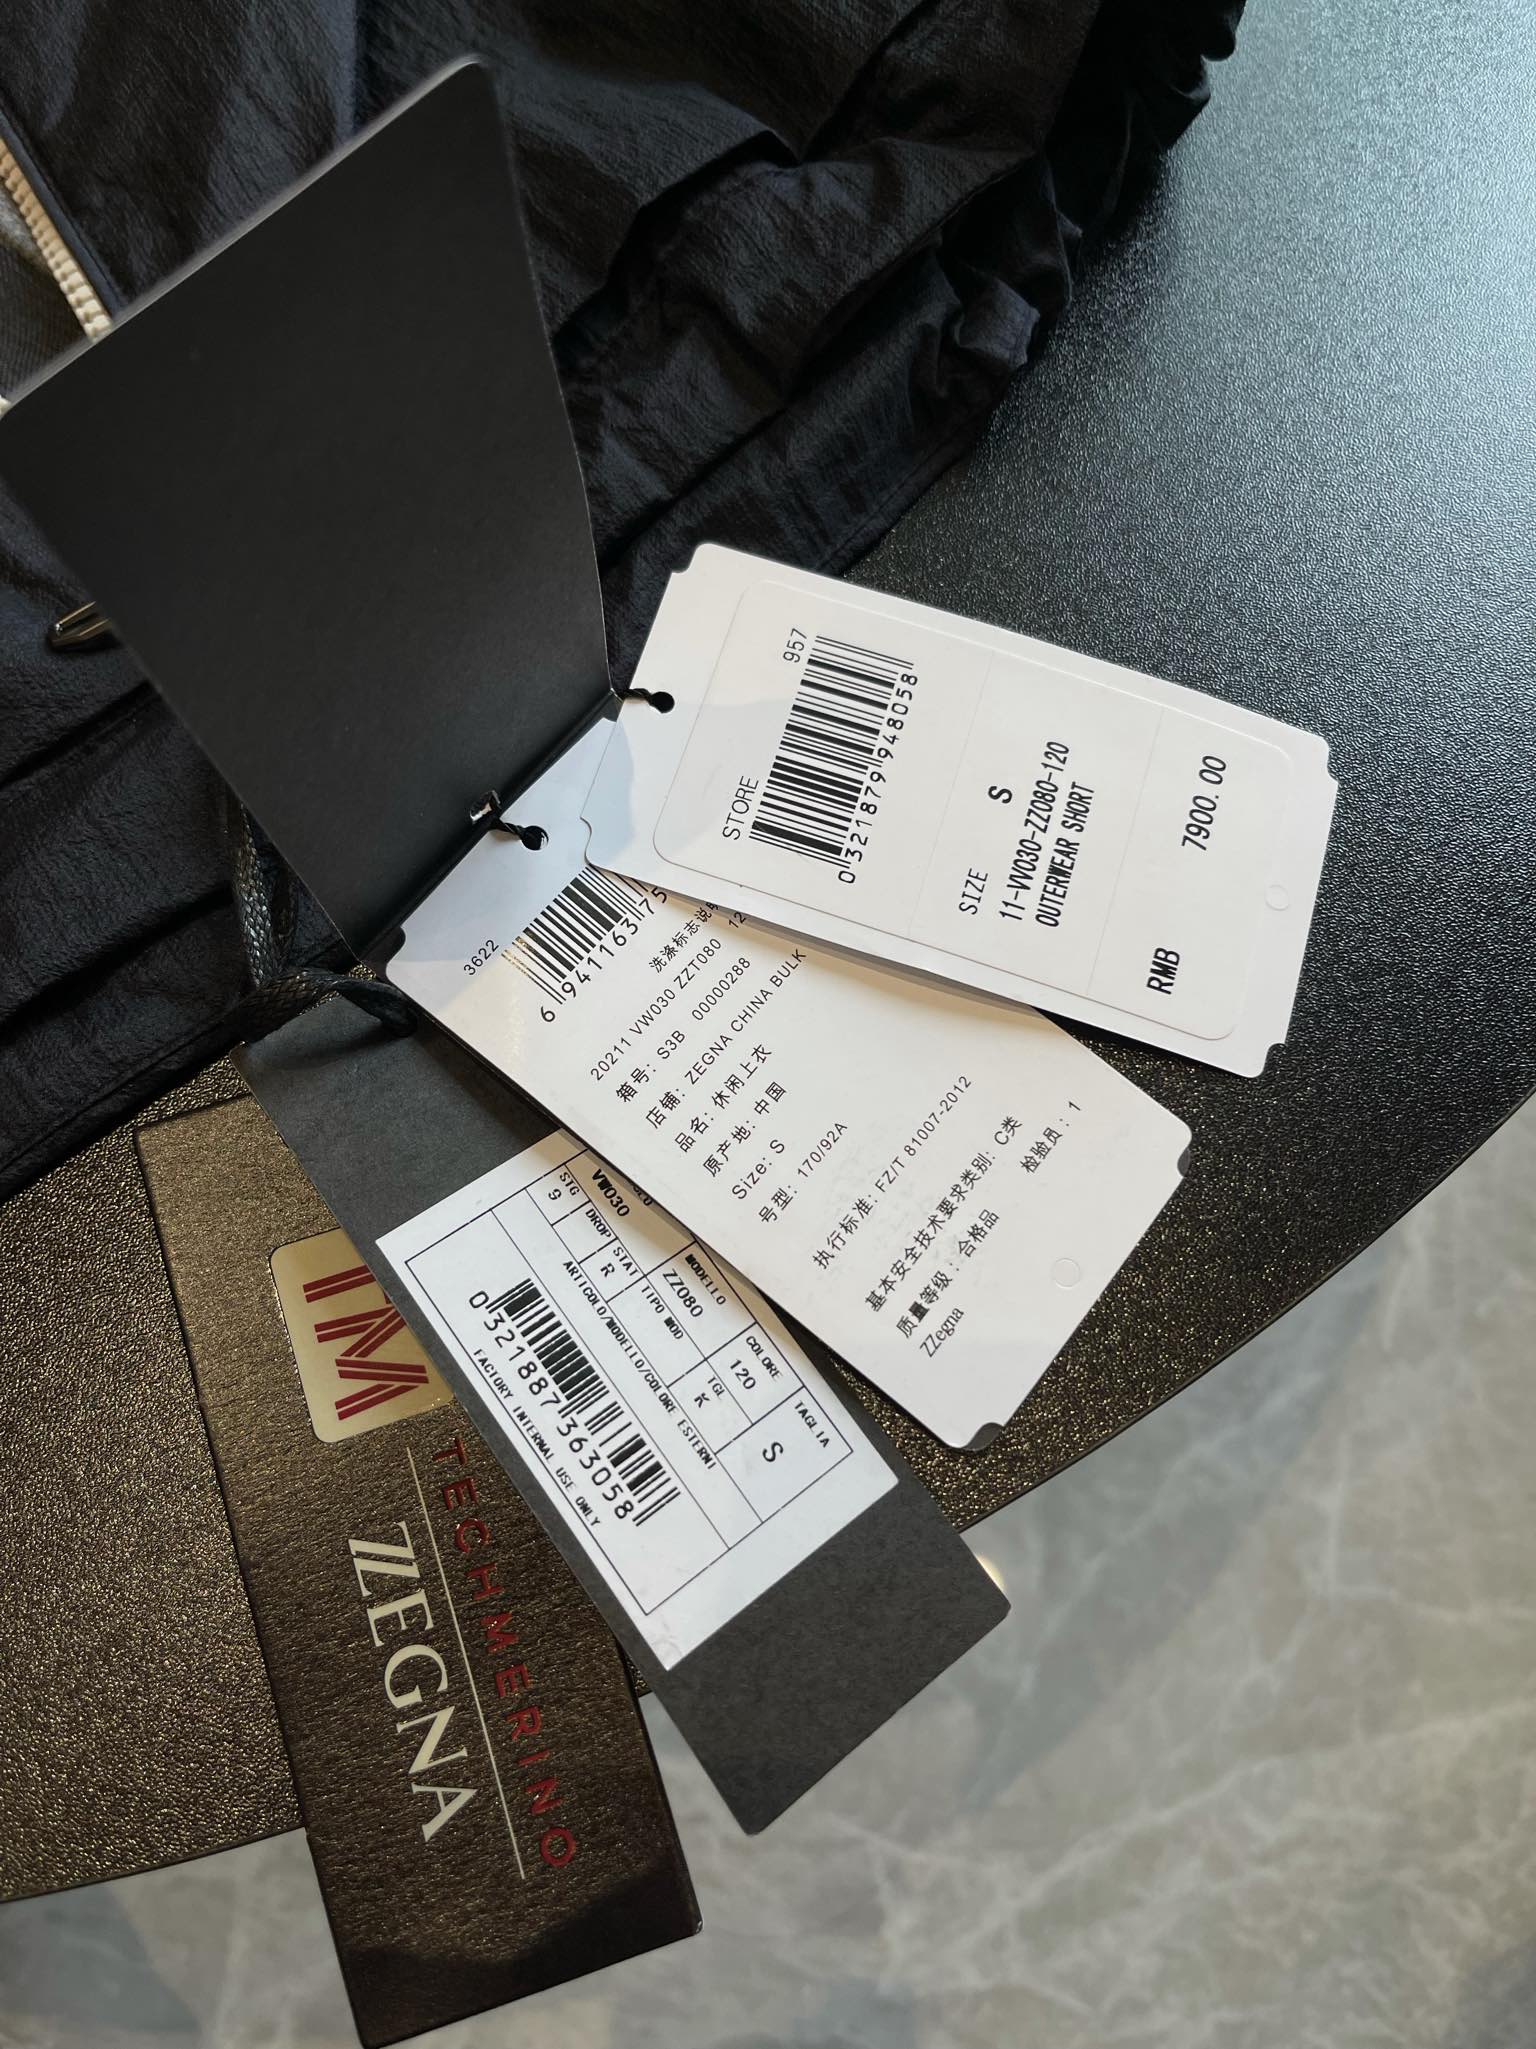 STORE
957
0321879948058
SIZE
S
11-VV030-ZZ080-120
OUTERWEAR SHORT
RMB
7900.00
3622
6 941163 75
洗涤标志说
20211 VW030 ZZT080 12
箱号: S3B 00000288
店铺: ZEGNA CHINA BULK
品名: 休闲上衣
原产地: 中国
Size: S
号型: 170/92A
执行标准: FZ/T 81007-2012
基本安全技术要求类别: C类
质量等级: 合格品
检验员: 1
ZZegna
MODELLO
COLORE
TAGLIA
VW030
ZZ080
120
S
STG
DROP
STAT
TIPO MOD
TGL
9
R
K
ARTICOLO/MODELLO/COLORE ESTERNI
0321887363058
FACTORY INTERNAL USE ONLY
TM
TECHMERINO
ZZEGNA